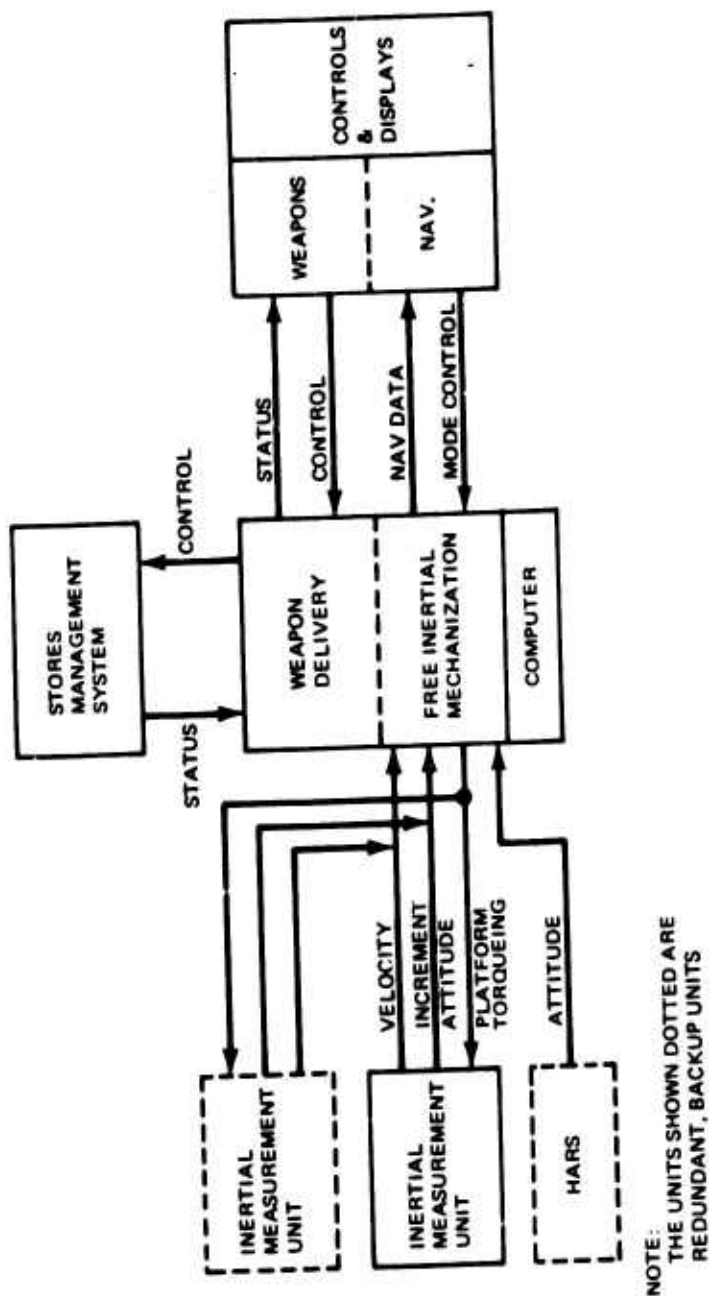 STORES
MANAGEMENT
SYSTEM
STATUS
CONTROL
INERTIAL
MEASUREMENT
UNIT
INERTIAL
MEASUREMENT
UNIT
HARS
VELOCITY
INCREMENT
ATTITUDE
PLATFORM
TORQUEING
ATTITUDE
WEAPON
DELIVERY
FREE INERTIAL
MECHANIZATION
COMPUTER
STATUS
CONTROL
NAV DATA
MODE CONTROL
WEAPONS
NAV.
CONTROLS
&
DISPLAYS
NOTE:
THE UNITS SHOWN DOTTED ARE
REDUNDANT, BACKUP UNITS